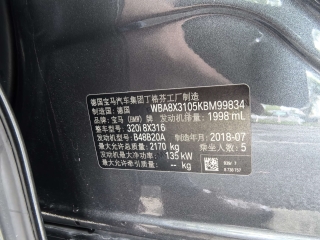 德国宝马汽车集团丁格芬工厂制造
制造国：德国 WBA8X3105KBM99834
品牌：宝马 (BMW) 牌 发动机排量：1998 mL
整车型号：320i 8X316
发动机型号：B48B20A 制造年月：2018-07
最大允许总质量：2170 kg 乘坐人数：5
发动机最大净功率：135 kW
最大允许牵引质量：-- kg